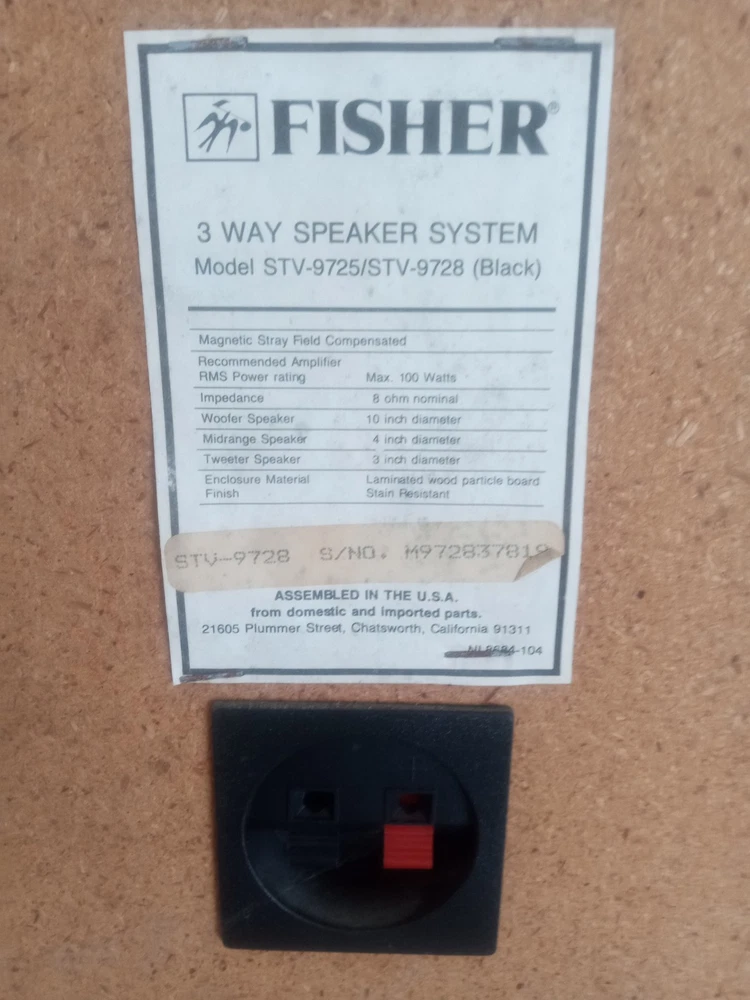 FISHER®
3 WAY SPEAKER SYSTEM
Model STV-9725/STV-9728 (Black)
Magnetic Stray Field Compensated
Recommended Amplifier
RMS Power rating Max. 100 Watts
Impedance 8 ohm nominal
Woofer Speaker 10 inch diameter
Midrange Speaker 4 inch diameter
Tweeter Speaker 3 inch diameter
Enclosure Material Laminated wood particle board
Finish Stain Resistant
STV-9728 S/NO. M972837819
ASSEMBLED IN THE U.S.A.
from domestic and imported parts.
21605 Plummer Street, Chatsworth, California 91311